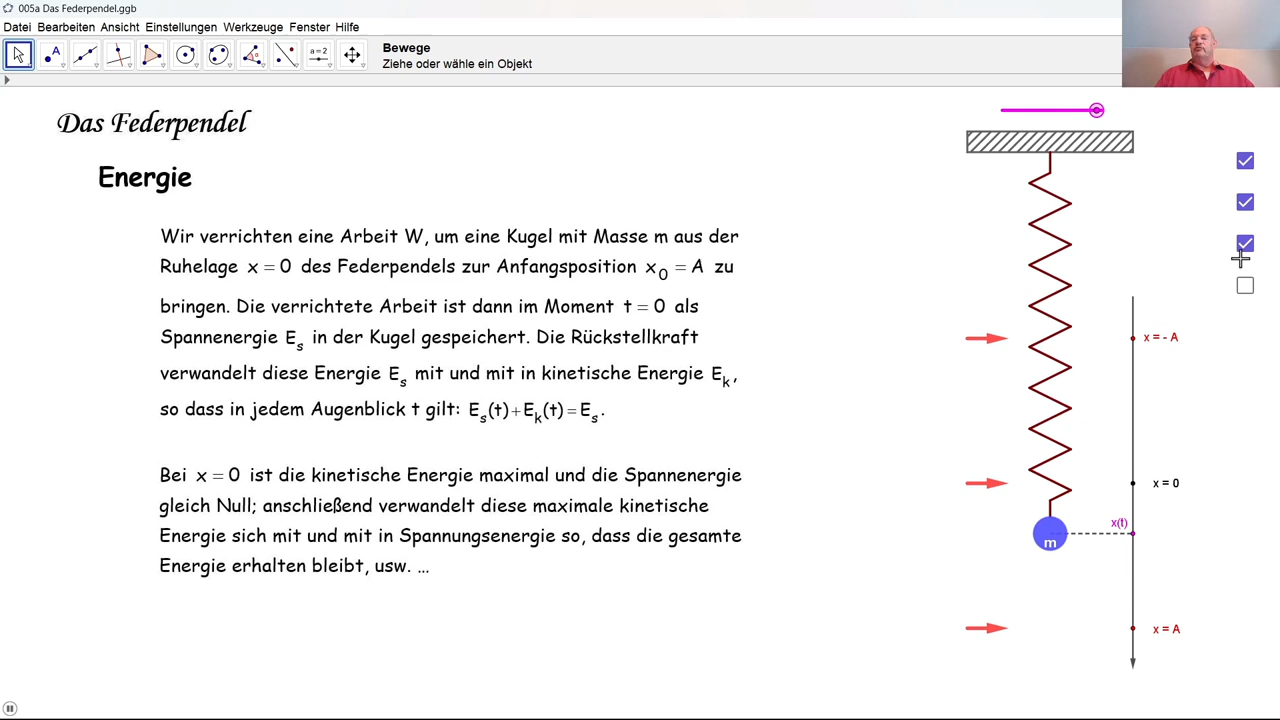 005a Das Federpendel.ggb
Datei Bearbeiten Ansicht Einstellungen Werkzeuge Fenster Hilfe
A
a=2
Bewege
Ziehe oder wähle ein Objekt
Das Federpendel
Energie
Wir verrichten eine Arbeit W, um eine Kugel mit Masse m aus der
Ruhelage x = 0 des Federpendels zur Anfangsposition x₀ = A zu
bringen. Die verrichtete Arbeit ist dann im Moment t = 0 als
Spannenergie Eₛ in der Kugel gespeichert. Die Rückstellkraft
verwandelt diese Energie Eₛ mit und mit in kinetische Energie Eₖ,
so dass in jedem Augenblick t gilt: Eₛ(t)+Eₖ(t)=Eₛ.
Bei x = 0 ist die kinetische Energie maximal und die Spannenergie
gleich Null; anschließend verwandelt diese maximale kinetische
Energie sich mit und mit in Spannungsenergie so, dass die gesamte
Energie erhalten bleibt, usw. ...
x = - A
x = 0
x(t)
m
x = A